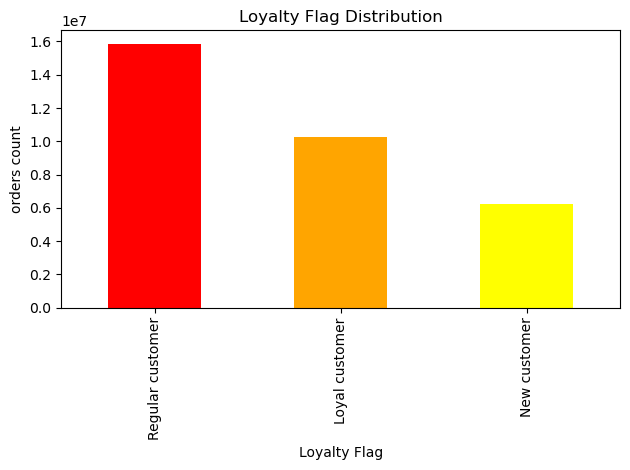 Loyalty Flag Distribution
1e7
1.6
1.4
1.2
1.0
0.8
0.6
0.4
0.2
0.0
orders count
Regular customer
Loyal customer
New customer
Loyalty Flag